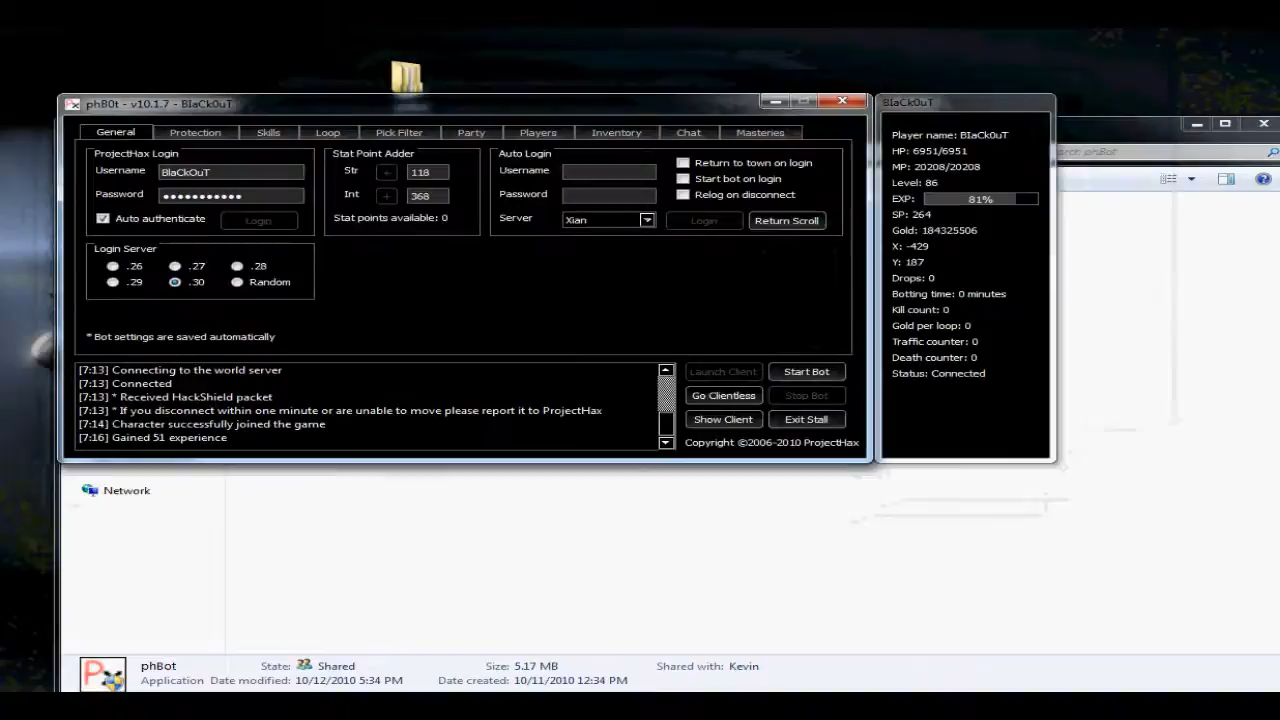 phB0t - v10.1.7 - BlaCk0uT
General Protection Skills Loop Pick Filter Party Players Inventory Chat Masteries
ProjectHax Login
Username BlaCkOuT
Password ●●●●●●●●●●●
Auto authenticate Login
Stat Point Adder
Str - 118
Int + 368
Stat points available: 0
Auto Login
Username
Password
Server Xian Login Return Scroll
Return to town on login
Start bot on login
Relog on disconnect
Login Server
.26 .27 .28
.29 .30 Random
* Bot settings are saved automatically
[7:13] Connecting to the world server
[7:13] Connected
[7:13] * Received HackShield packet
[7:13] * If you disconnect within one minute or are unable to move please report it to ProjectHax
[7:14] Character successfully joined the game
[7:16] Gained 51 experience
Launch Client Start Bot
Go Clientless Stop Bot
Show Client Exit Stall
Copyright ©2006-2010 ProjectHax
BlaCk0uT
Player name: BlaCk0uT
HP: 6951/6951
MP: 20208/20208
Level: 86
EXP: 81%
SP: 264
Gold: 184325506
X: -429
Y: 187
Drops: 0
Botting time: 0 minutes
Kill count: 0
Gold per loop: 0
Traffic counter: 0
Death counter: 0
Status: Connected
phBot
Network
phBot State: Shared Size: 5.17 MB Shared with: Kevin
Application Date modified: 10/12/2010 5:34 PM Date created: 10/11/2010 12:34 PM